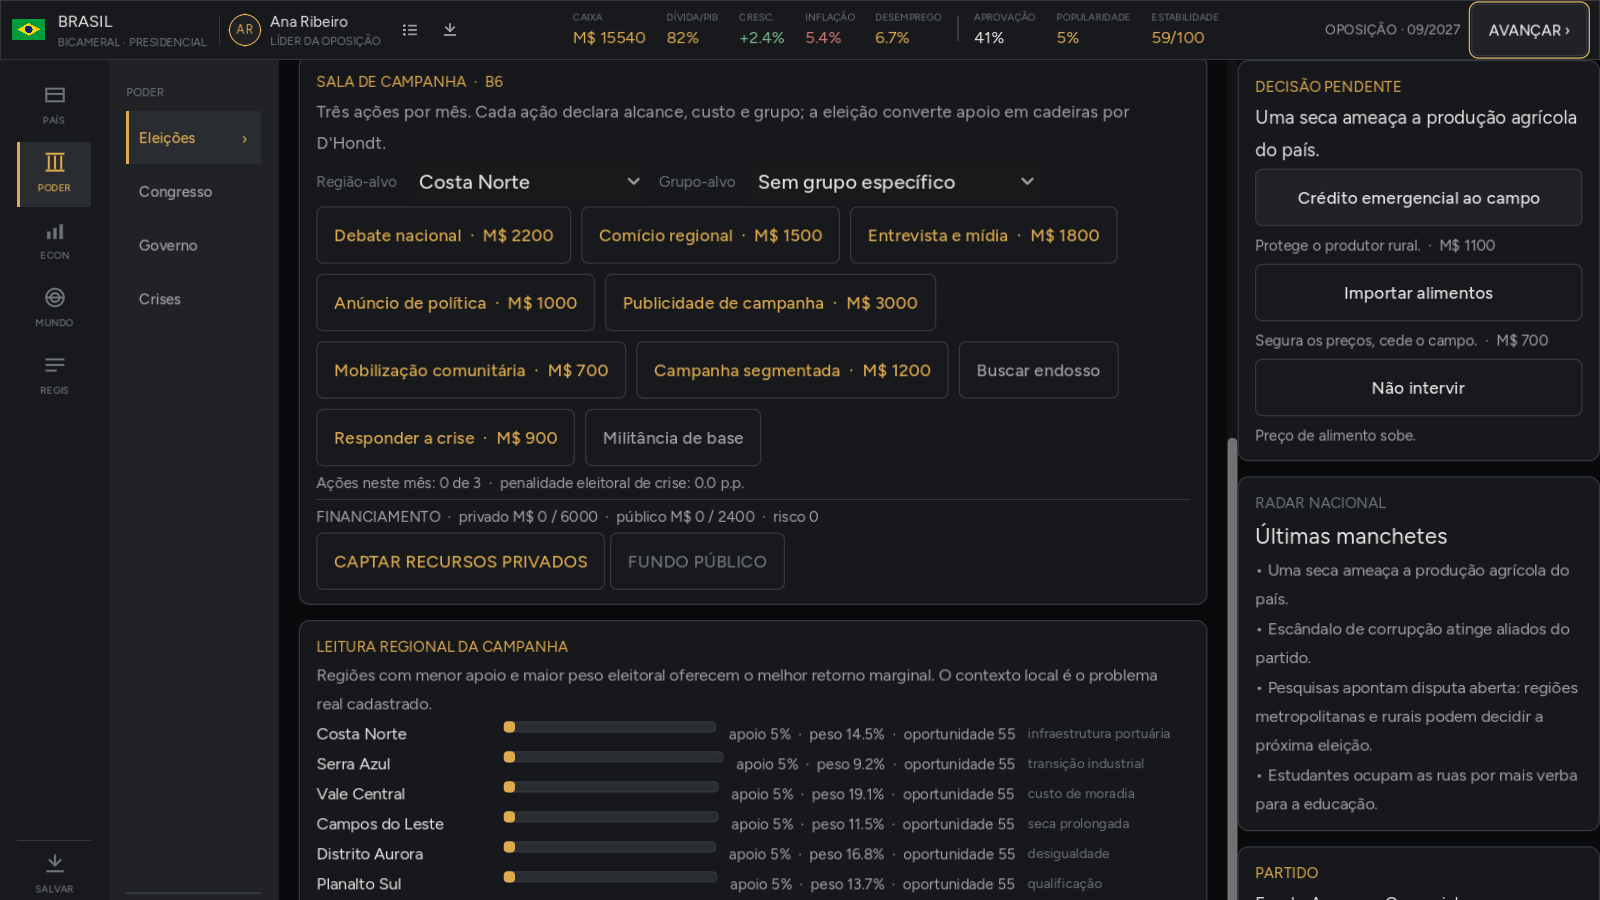 BRASIL
BICAMERAL · PRESIDENCIAL
AR
Ana Ribeiro
LÍDER DA OPOSIÇÃO
CAIXA
M$ 15540
DÍVIDA/PIB
82%
CRESC.
+2.4%
INFLAÇÃO
5.4%
DESEMPREGO
6.7%
APROVAÇÃO
41%
POPULARIDADE
5%
ESTABILIDADE
59/100
OPOSIÇÃO · 09/2027
AVANÇAR ›
PAÍS
PODER
ECON
MUNDO
REGIS
SALVAR
PODER
Eleições ›
Congresso
Governo
Crises
SALA DE CAMPANHA · B6
Três ações por mês. Cada ação declara alcance, custo e grupo; a eleição converte apoio em cadeiras por
D'Hondt.
Região-alvo Costa Norte Grupo-alvo Sem grupo específico
Debate nacional · M$ 2200
Comício regional · M$ 1500
Entrevista e mídia · M$ 1800
Anúncio de política · M$ 1000
Publicidade de campanha · M$ 3000
Mobilização comunitária · M$ 700
Campanha segmentada · M$ 1200
Buscar endosso
Responder a crise · M$ 900
Militância de base
Ações neste mês: 0 de 3 · penalidade eleitoral de crise: 0.0 p.p.
FINANCIAMENTO · privado M$ 0 / 6000 · público M$ 0 / 2400 · risco 0
CAPTAR RECURSOS PRIVADOS
FUNDO PÚBLICO
LEITURA REGIONAL DA CAMPANHA
Regiões com menor apoio e maior peso eleitoral oferecem o melhor retorno marginal. O contexto local é o problema
real cadastrado.
Costa Norte apoio 5% · peso 14.5% · oportunidade 55 infraestrutura portuária
Serra Azul apoio 5% · peso 9.2% · oportunidade 55 transição industrial
Vale Central apoio 5% · peso 19.1% · oportunidade 55 custo de moradia
Campos do Leste apoio 5% · peso 11.5% · oportunidade 55 seca prolongada
Distrito Aurora apoio 5% · peso 16.8% · oportunidade 55 desigualdade
Planalto Sul apoio 5% · peso 13.7% · oportunidade 55 qualificação
DECISÃO PENDENTE
Uma seca ameaça a produção agrícola
do país.
Crédito emergencial ao campo
Protege o produtor rural. · M$ 1100
Importar alimentos
Segura os preços, cede o campo. · M$ 700
Não intervir
Preço de alimento sobe.
RADAR NACIONAL
Últimas manchetes
• Uma seca ameaça a produção agrícola do
país.
• Escândalo de corrupção atinge aliados do
partido.
• Pesquisas apontam disputa aberta: regiões
metropolitanas e rurais podem decidir a
próxima eleição.
• Estudantes ocupam as ruas por mais verba
para a educação.
PARTIDO